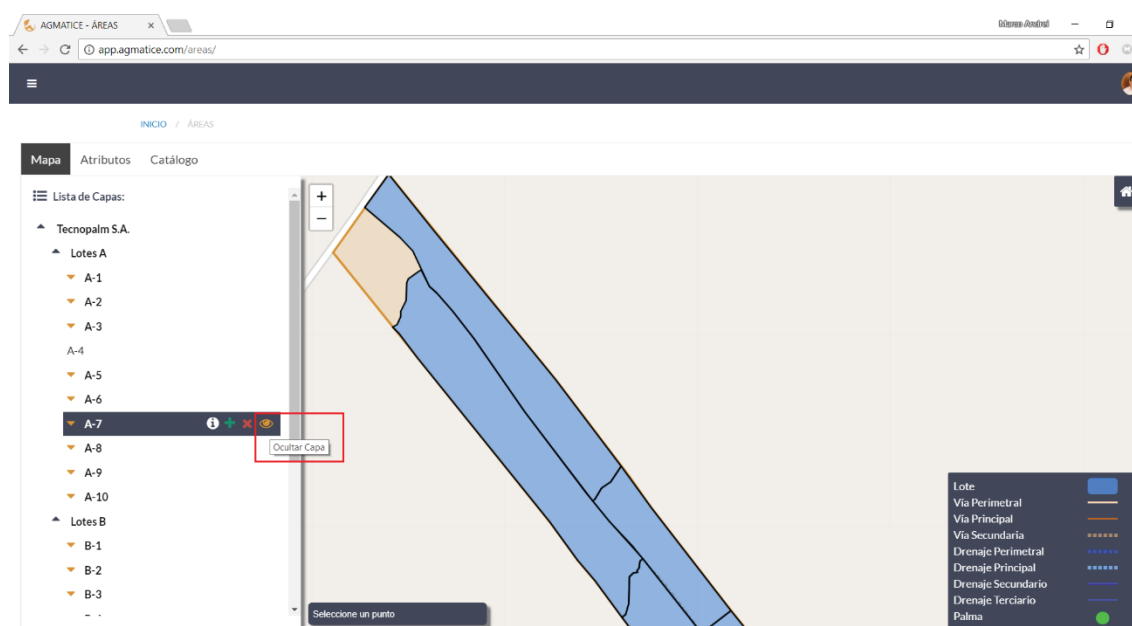 AGMATICE - ÁREAS
Marco Andrei
app.agmatice.com/areas/
INICIO / ÁREAS
Mapa Atributos Catálogo
Lista de Capas:
Tecnopalm S.A.
Lotes A
A-1
A-2
A-3
A-4
A-5
A-6
A-7
Ocultar Capa
A-8
A-9
A-10
Lotes B
B-1
B-2
B-3
+
−
Seleccione un punto
Lote
Vía Perimetral
Vía Principal
Vía Secundaria
Drenaje Perimetral
Drenaje Principal
Drenaje Secundario
Drenaje Terciario
Palma